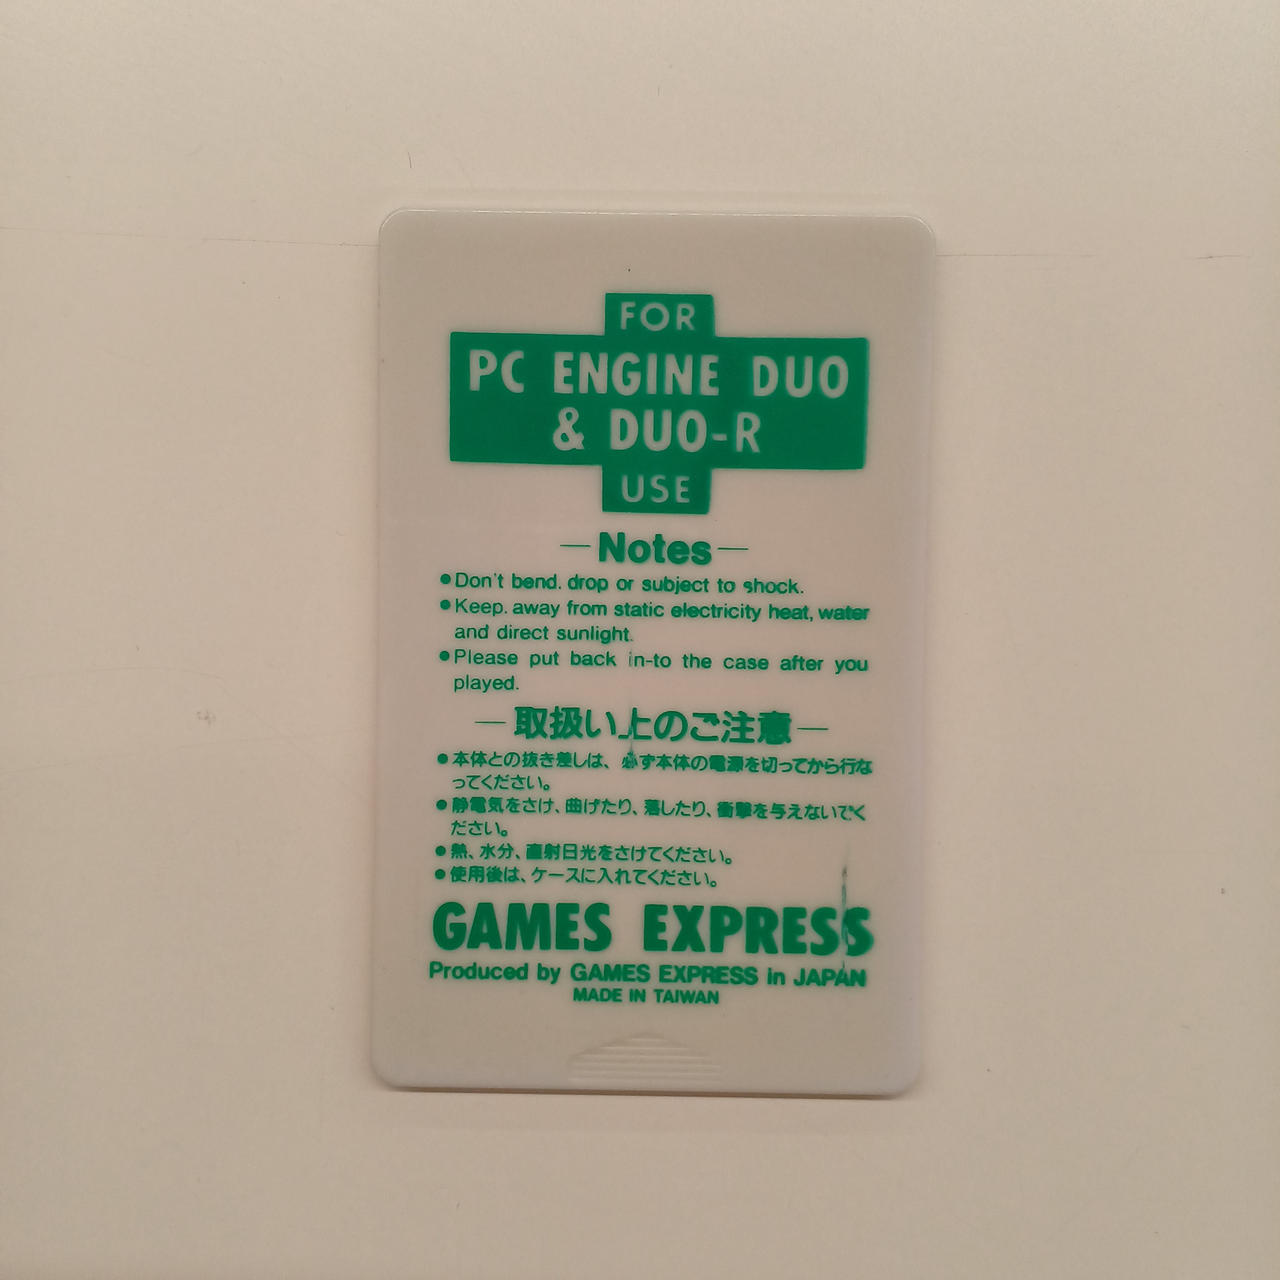 FOR
PC ENGINE DUO
& DUO-R
USE
—Notes—
●Don't bend. drop or subject to shock.
●Keep. away from static electricity heat, water
and direct sunlight.
●Please put back in-to the case after you
played.
—取扱い上のご注意—
●本体との抜き差しは、必ず本体の電源を切ってから行な
ってください。
●静電気をさけ、曲げたり、落したり、衝撃を与えないでく
ださい。
●熱、水分、直射日光をさけてください。
●使用後は、ケースに入れてください。
GAMES EXPRESS
Produced by GAMES EXPRESS in JAPAN
MADE IN TAIWAN